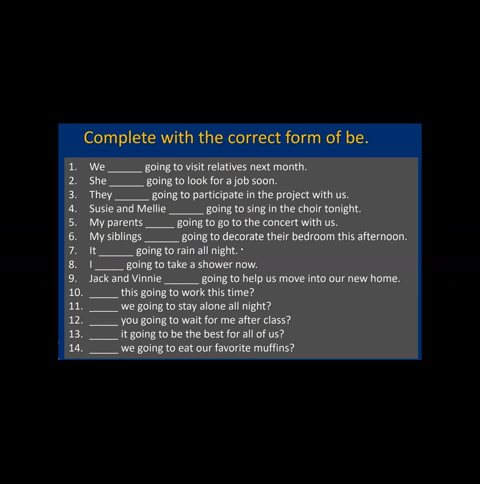 Complete with the correct form of be.
1. We ______ going to visit relatives next month.
2. She ______ going to look for a job soon.
3. They ______ going to participate in the project with us.
4. Susie and Mellie ______ going to sing in the choir tonight.
5. My parents _____ going to go to the concert with us.
6. My siblings ______ going to decorate their bedroom this afternoon.
7. It _____ going to rain all night.
8. I _____ going to take a shower now.
9. Jack and Vinnie ______ going to help us move into our new home.
10. _____ this going to work this time?
11. _____ we going to stay alone all night?
12. _____ you going to wait for me after class?
13. _____ it going to be the best for all of us?
14. _____ we going to eat our favorite muffins?